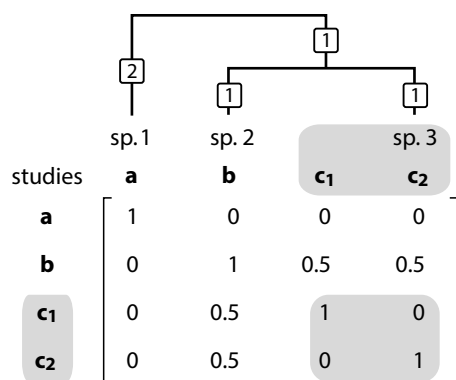 1
2
1 1
sp. 1 sp. 2 sp. 3
studies a b c1 c2
a 1 0 0 0
b 0 1 0.5 0.5
c1 0 0.5 1 0
c2 0 0.5 0 1